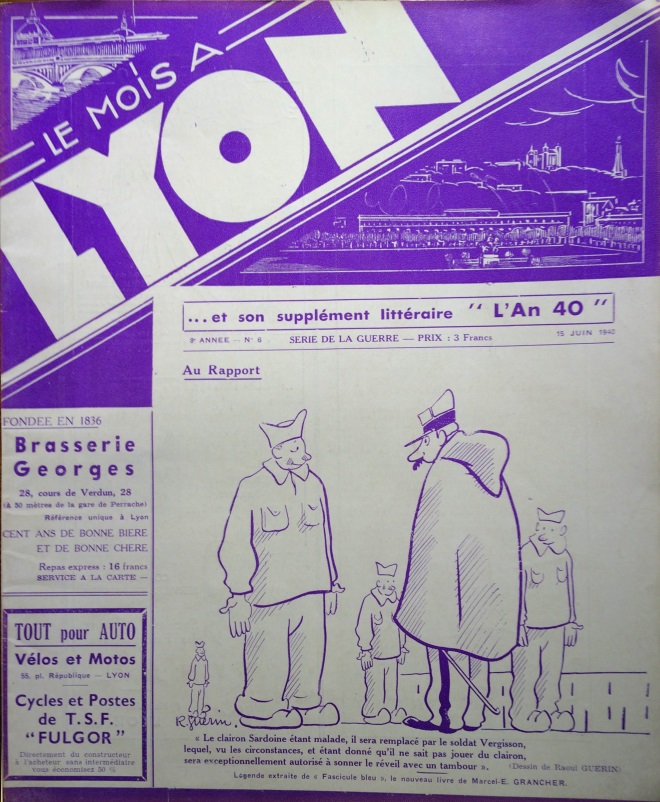 LE MOIS A
LYON
...et son supplément littéraire "L'An 40"
9e ANNEE — N° 6 SERIE DE LA GUERRE — PRIX : 3 Francs 15 JUIN 1940
Au Rapport
FONDEE EN 1836
Brasserie
Georges
28, cours de Verdun, 28
(à 50 mètres de la gare de Perrache)
Référence unique à Lyon
CENT ANS DE BONNE BIERE
ET DE BONNE CHERE
Repas express : 16 francs
SERVICE A LA CARTE —
TOUT pour AUTO
Vélos et Motos
55, pl. République — LYON
Cycles et Postes
de T.S.F.
"FULGOR"
Directement du constructeur
à l'acheteur sans intermédiaire
vous économisez 50 %
R. Guérin.
« Le clairon Sardoine étant malade, il sera remplacé par le soldat Vergisson,
lequel, vu les circonstances, et étant donné qu'il ne sait pas jouer du clairon,
sera exceptionnellement autorisé à sonner le réveil avec un tambour ». (Dessin de Raoul GUERIN)
Légende extraite de « Fascicule bleu », le nouveau livre de Marcel-E. GRANCHER.